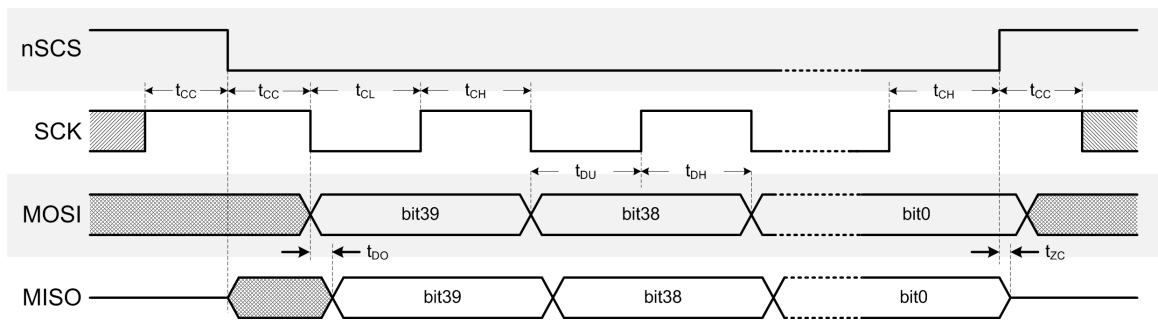 nSCS
tCC tCC tCL tCH tCH tCC
SCK
tDU tDH
MOSI bit39 bit38 bit0
tDO tZC
MISO bit39 bit38 bit0